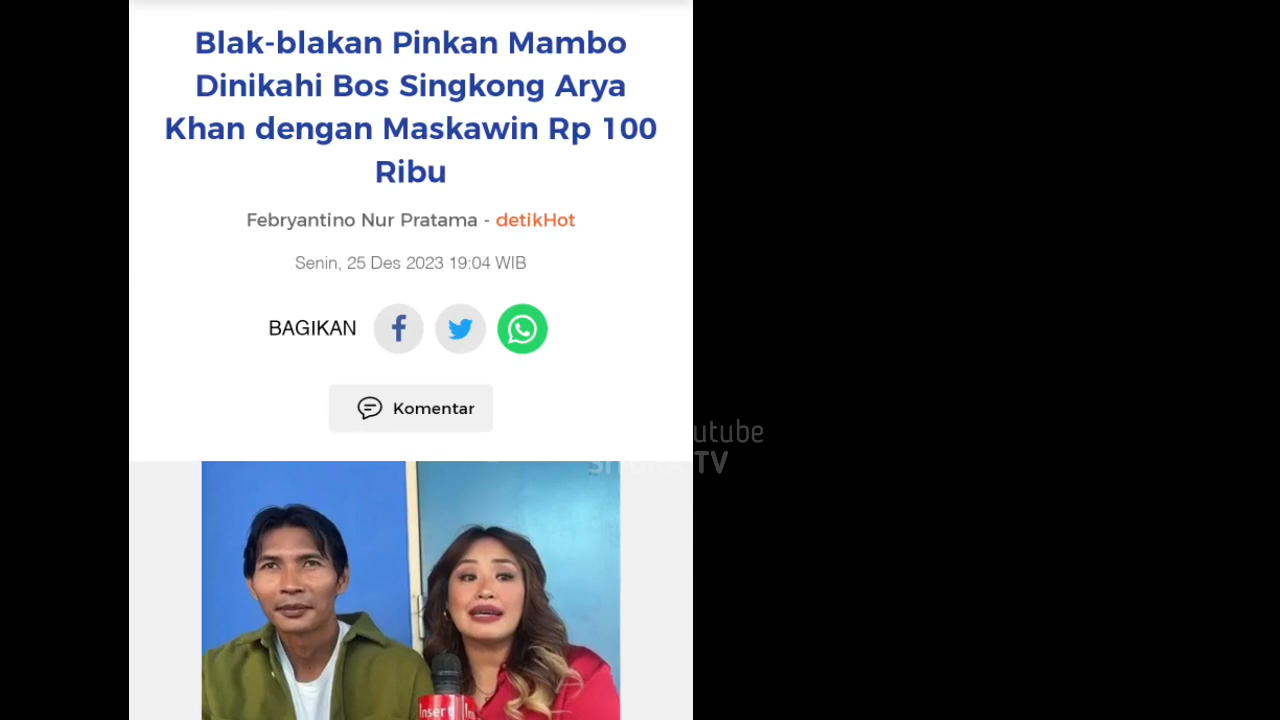 Blak-blakan Pinkan Mambo
Dinikahi Bos Singkong Arya
Khan dengan Maskawin Rp 100
Ribu
Febryantino Nur Pratama - detikHot
Senin, 25 Des 2023 19:04 WIB
BAGIKAN
Komentar
utube
TV
Insert